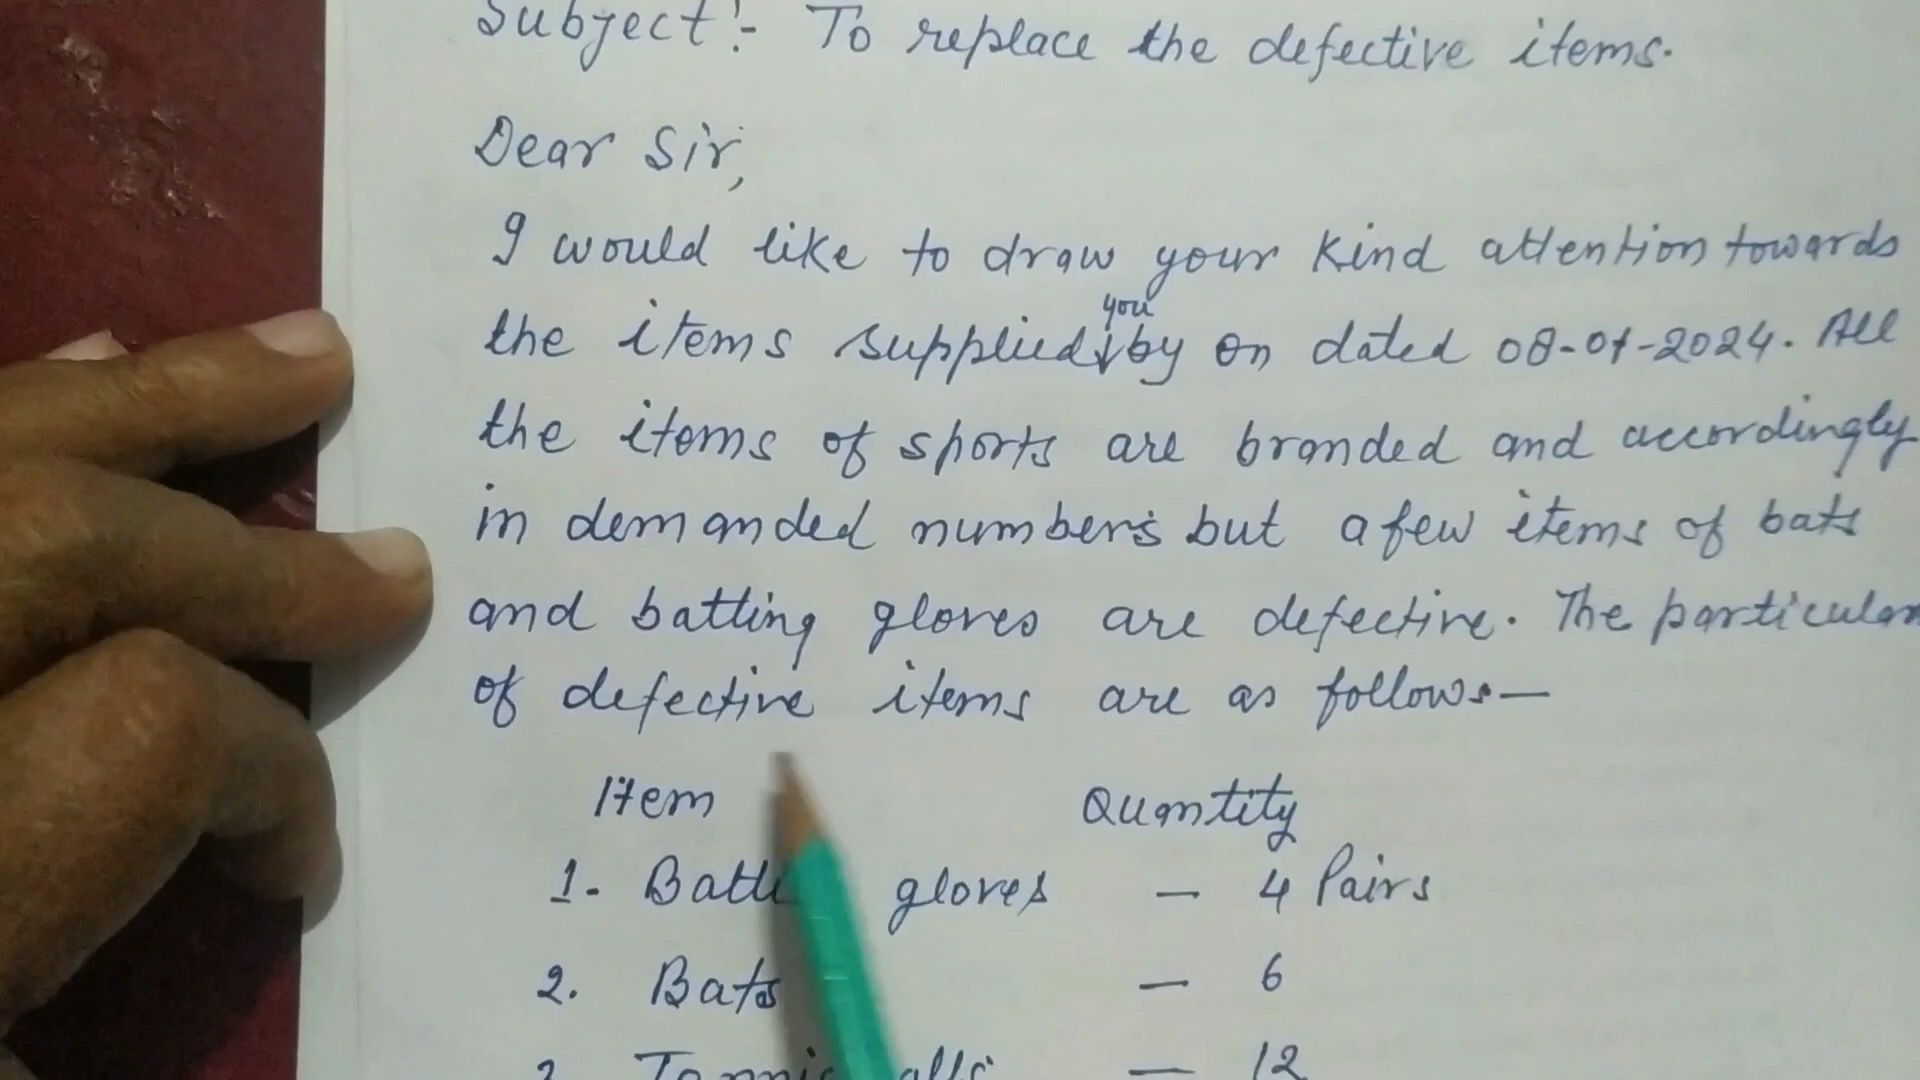 Subject:- To replace the defective items.
Dear Sir,
I would like to draw your kind attention towards
you
the items supplied by on dated 08-01-2024. All
the items of sports are branded and accordingly
in demanded numbers but a few items of bats
and batting gloves are defective. The
of defective items are as follows—
Item Quantity
1. gloves — 4 Pairs
2. Bats — 6
— 12